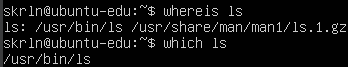 skrln@ubuntu-edu:~$ whereis ls
ls: /usr/bin/ls /usr/share/man/man1/ls.1.gz
skrln@ubuntu-edu:~$ which ls
/usr/bin/ls